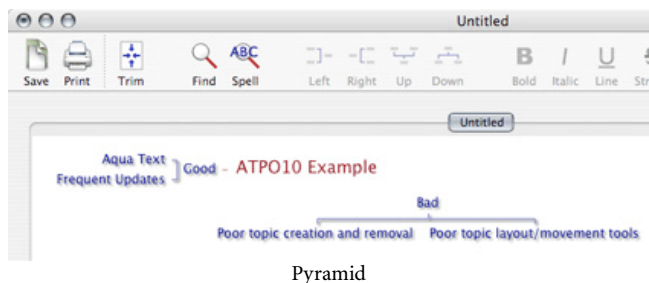 Untitled
Save Print Trim Find Spell Left Right Up Down Bold Italic Line
Untitled
Aqua Text
Frequent Updates
Good - ATPO10 Example
Bad
Poor topic creation and removal Poor topic layout/movement tools
Pyramid